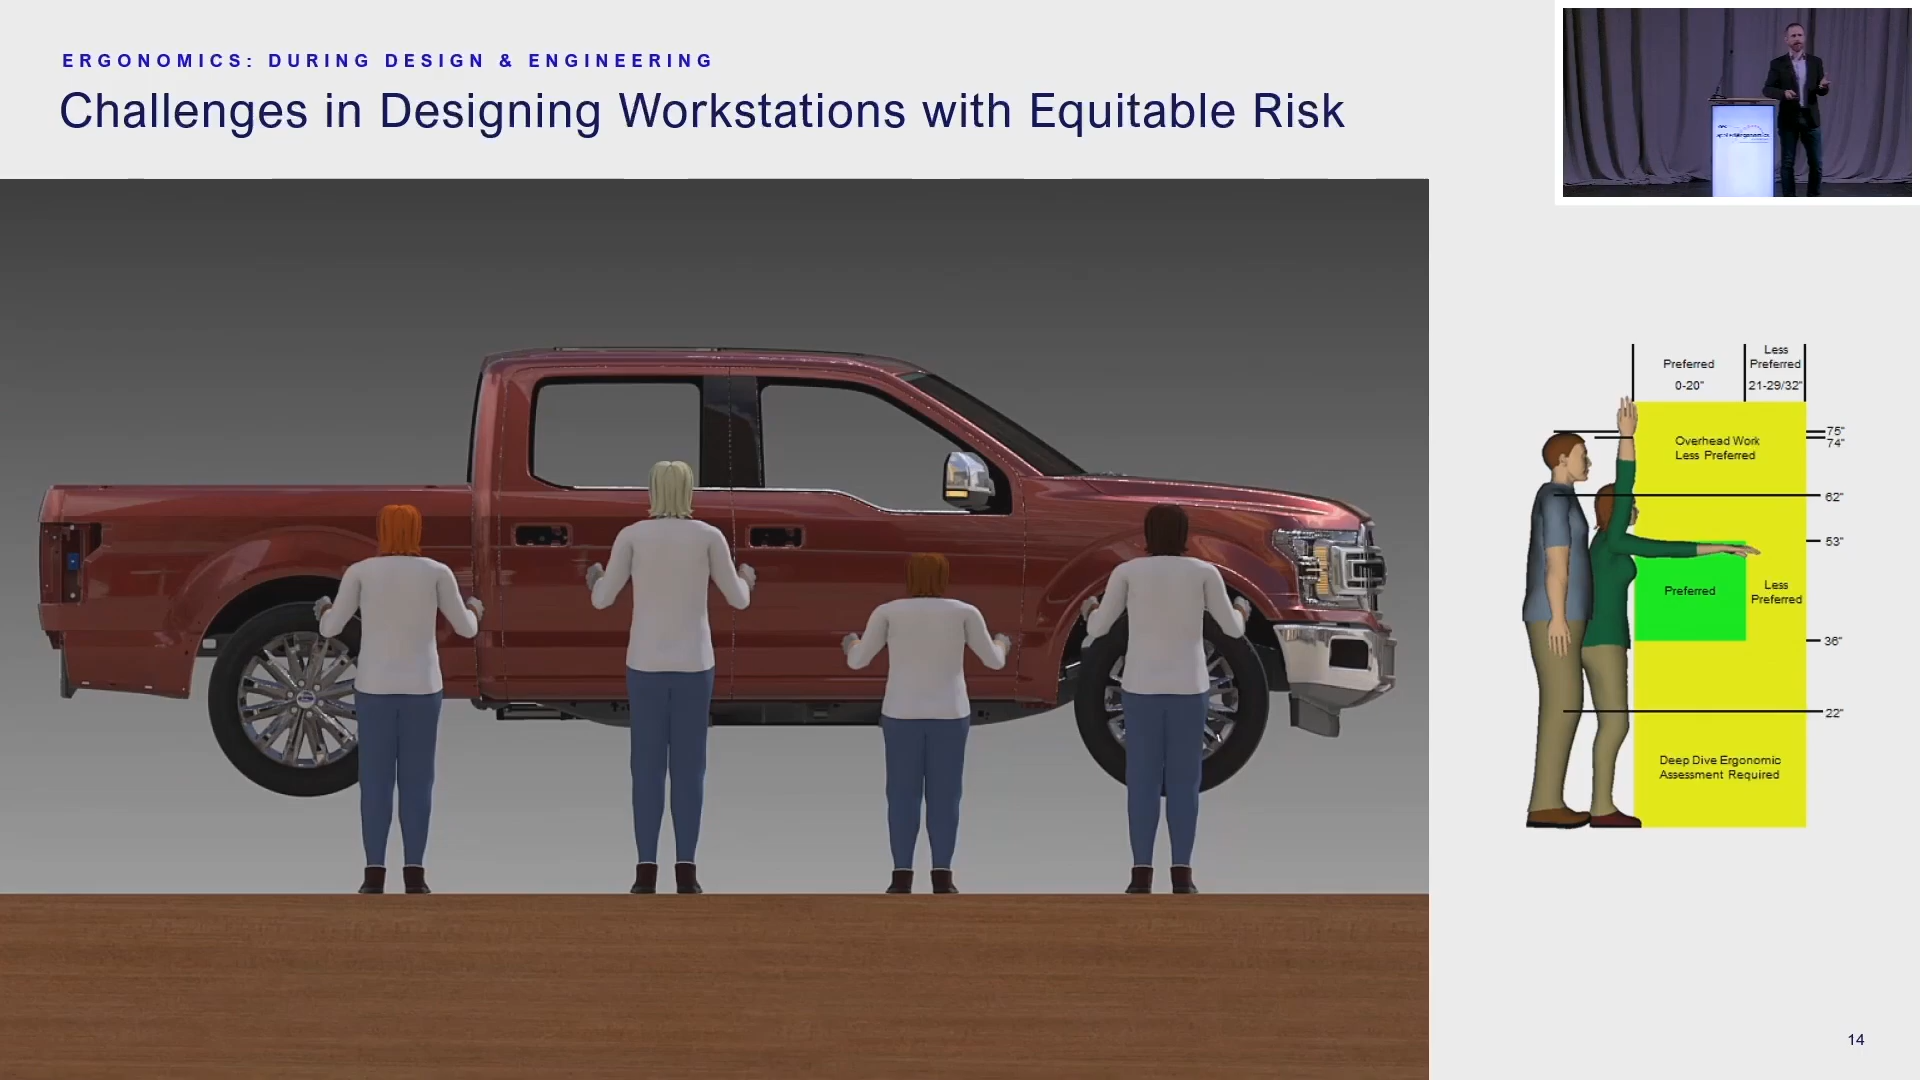 ERGONOMICS: DURING DESIGN & ENGINEERING
Challenges in Designing Workstations with Equitable Risk
Preferred
0-20"
Less
Preferred
21-29/32"
Overhead Work
Less Preferred
75"
74"
62"
53"
Preferred
Less
Preferred
36"
22"
Deep Dive Ergonomic
Assessment Required
14